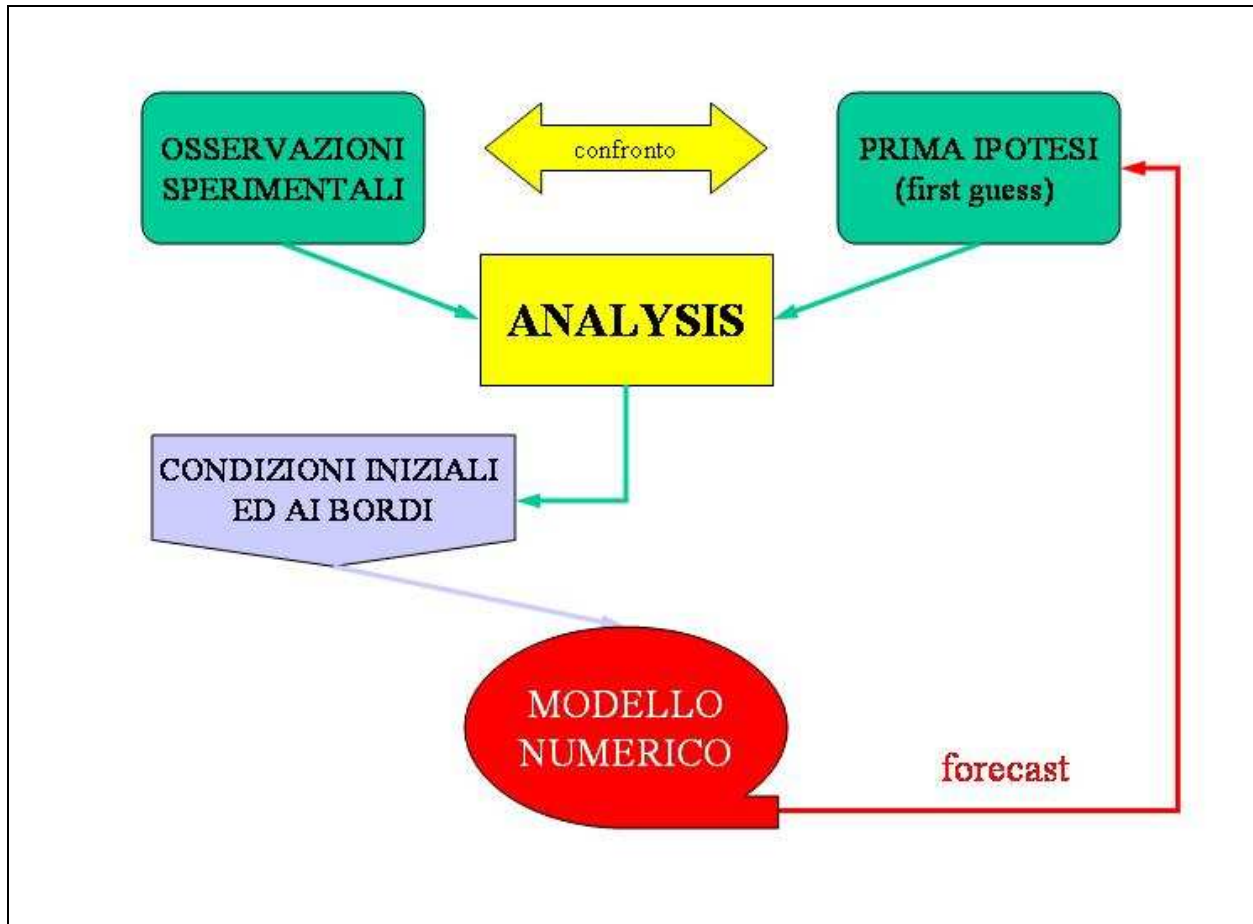 OSSERVAZIONI
SPERIMENTALI
confronto
PRIMA IPOTESI
(first guess)
ANALYSIS
CONDIZIONI INIZIALI
ED AI BORDI
MODELLO
NUMERICO
forecast